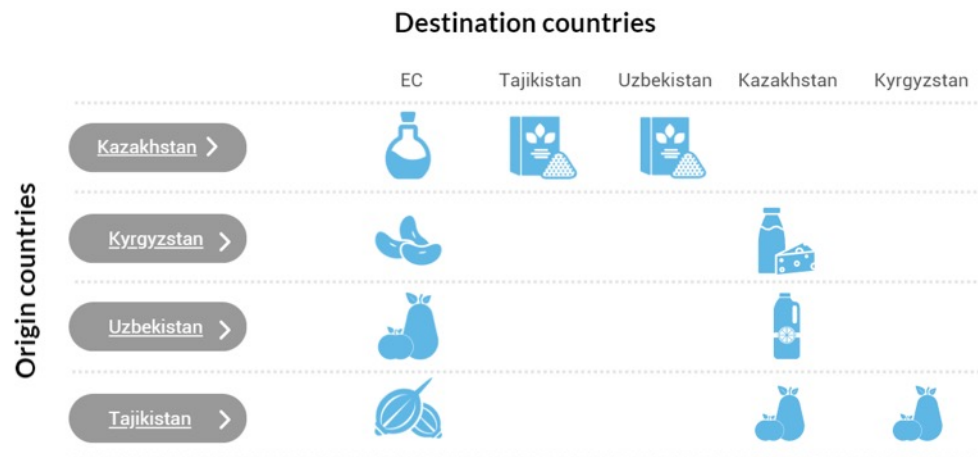 Destination countries
EC Tajikistan Uzbekistan Kazakhstan Kyrgyzstan
Origin countries
Kazakhstan
Kyrgyzstan
Uzbekistan
Tajikistan